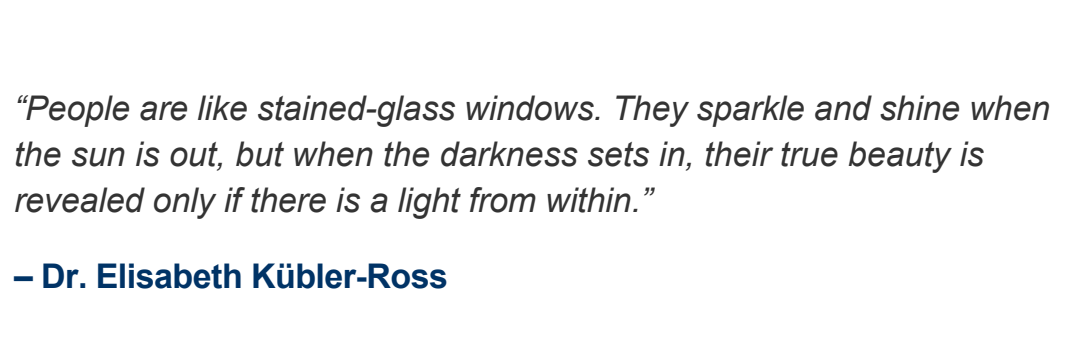 “People are like stained-glass windows. They sparkle and shine when
the sun is out, but when the darkness sets in, their true beauty is
revealed only if there is a light from within.”
– Dr. Elisabeth Kübler-Ross